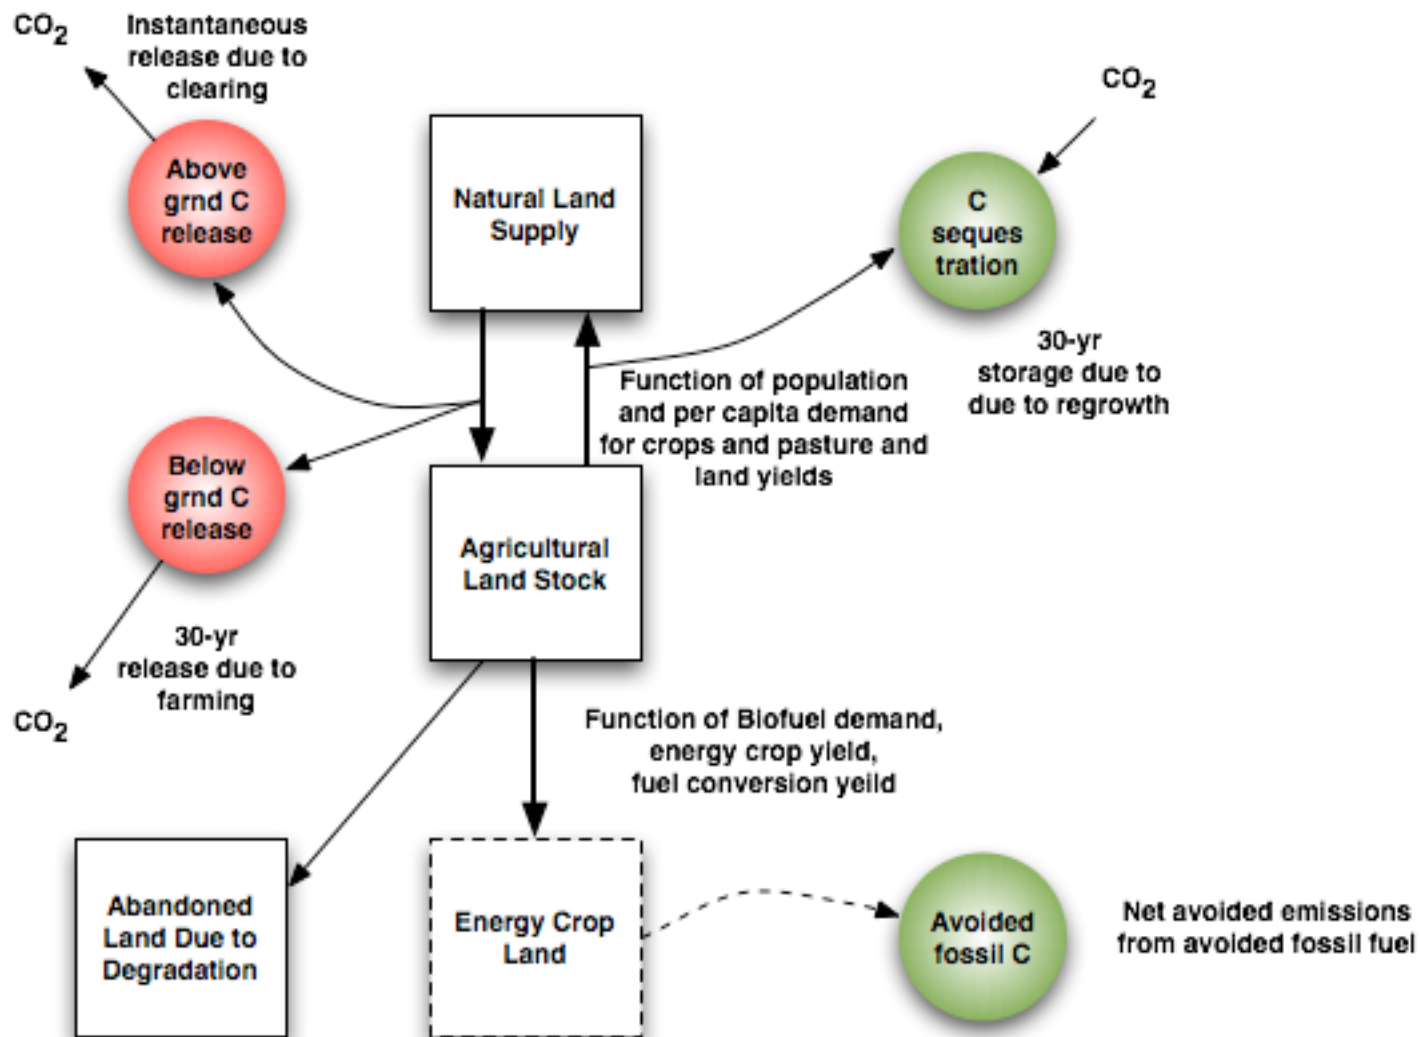 CO2
Instantaneous
release due to
clearing
CO2
Above
grnd C
release
Natural Land
Supply
C
seques
tration
30-yr
storage due to
due to regrowth
Function of population
and per capita demand
for crops and pasture and
land yields
Below
grnd C
release
Agricultural
Land Stock
30-yr
release due to
farming
CO2
Function of Biofuel demand,
energy crop yield,
fuel conversion yeild
Abandoned
Land Due to
Degradation
Energy Crop
Land
Avoided
fossil C
Net avoided emissions
from avoided fossil fuel